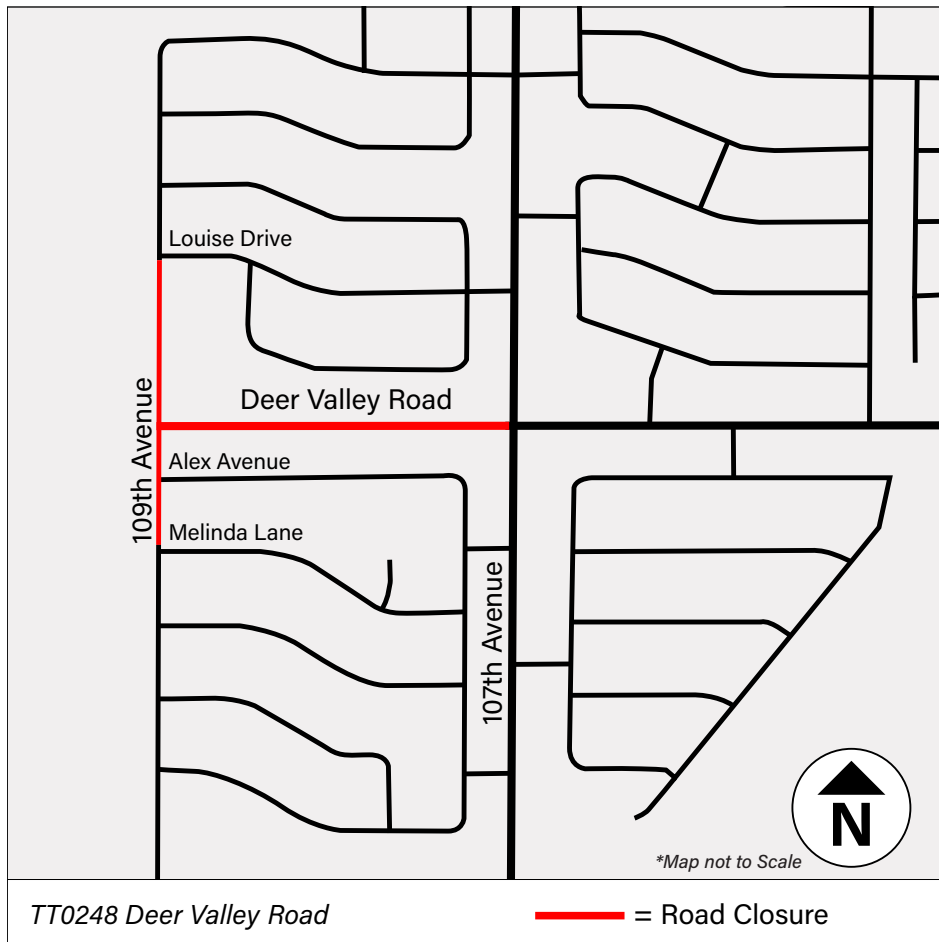 Louise Drive
Deer Valley Road
109th Avenue
Alex Avenue
Melinda Lane
107th Avenue
N
*Map not to Scale
TT0248 Deer Valley Road
= Road Closure